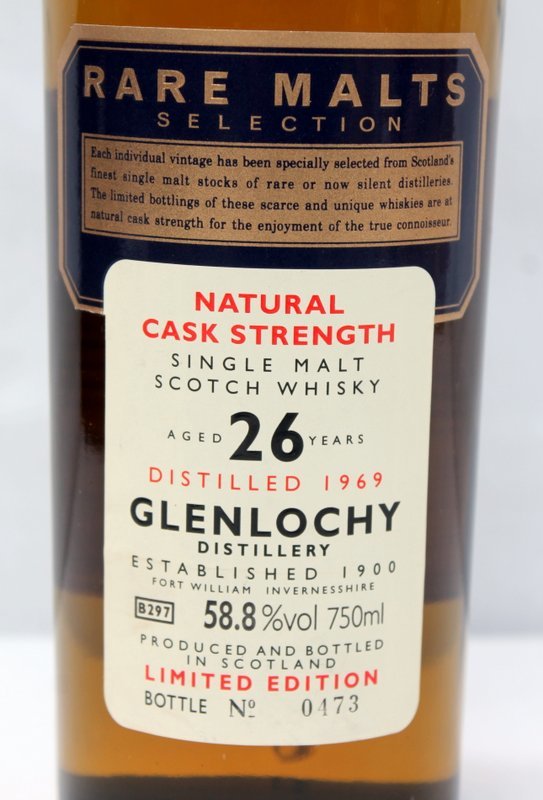 RARE MALTS
SELECTION
Each individual vintage has been specially selected from Scotland's
finest single malt stocks of rare or now silent distilleries.
The limited bottlings of these scarce and unique whiskies are at
natural cask strength for the enjoyment of the true connoisseur.
NATURAL
CASK STRENGTH
SINGLE MALT
SCOTCH WHISKY
AGED 26 YEARS
DISTILLED 1969
GLENLOCHY
DISTILLERY
ESTABLISHED 1900
FORT WILLIAM INVERNESSHIRE
B297 58.8%vol 750ml
PRODUCED AND BOTTLED
IN SCOTLAND
LIMITED EDITION
BOTTLE Nº 0473